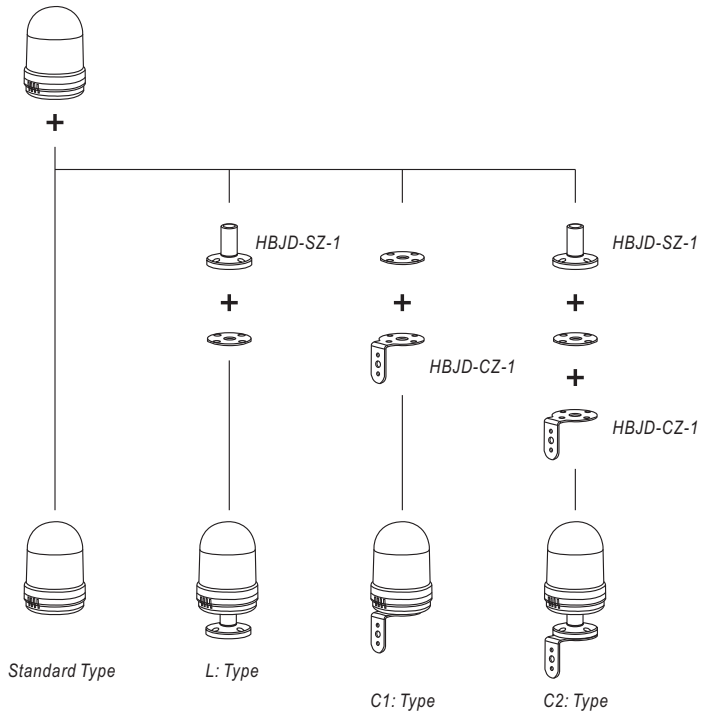 HBJD-SZ-1
HBJD-SZ-1
HBJD-CZ-1
HBJD-CZ-1
Standard Type
L: Type
C1: Type
C2: Type